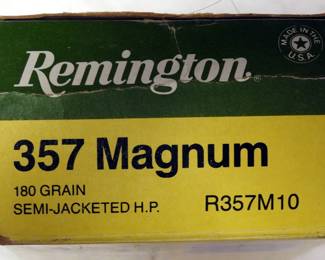 MADE IN THE
U.S.A.
Remington®
357 Magnum
180 GRAIN
SEMI-JACKETED H.P. R357M10